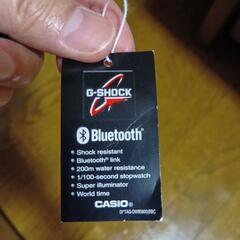 G-SHOCK
Bluetooth®
• Shock resistant
• Bluetooth® link
• 200m water resistance
• 1/100-second stopwatch
• Super illuminator
• World time
CASIO®